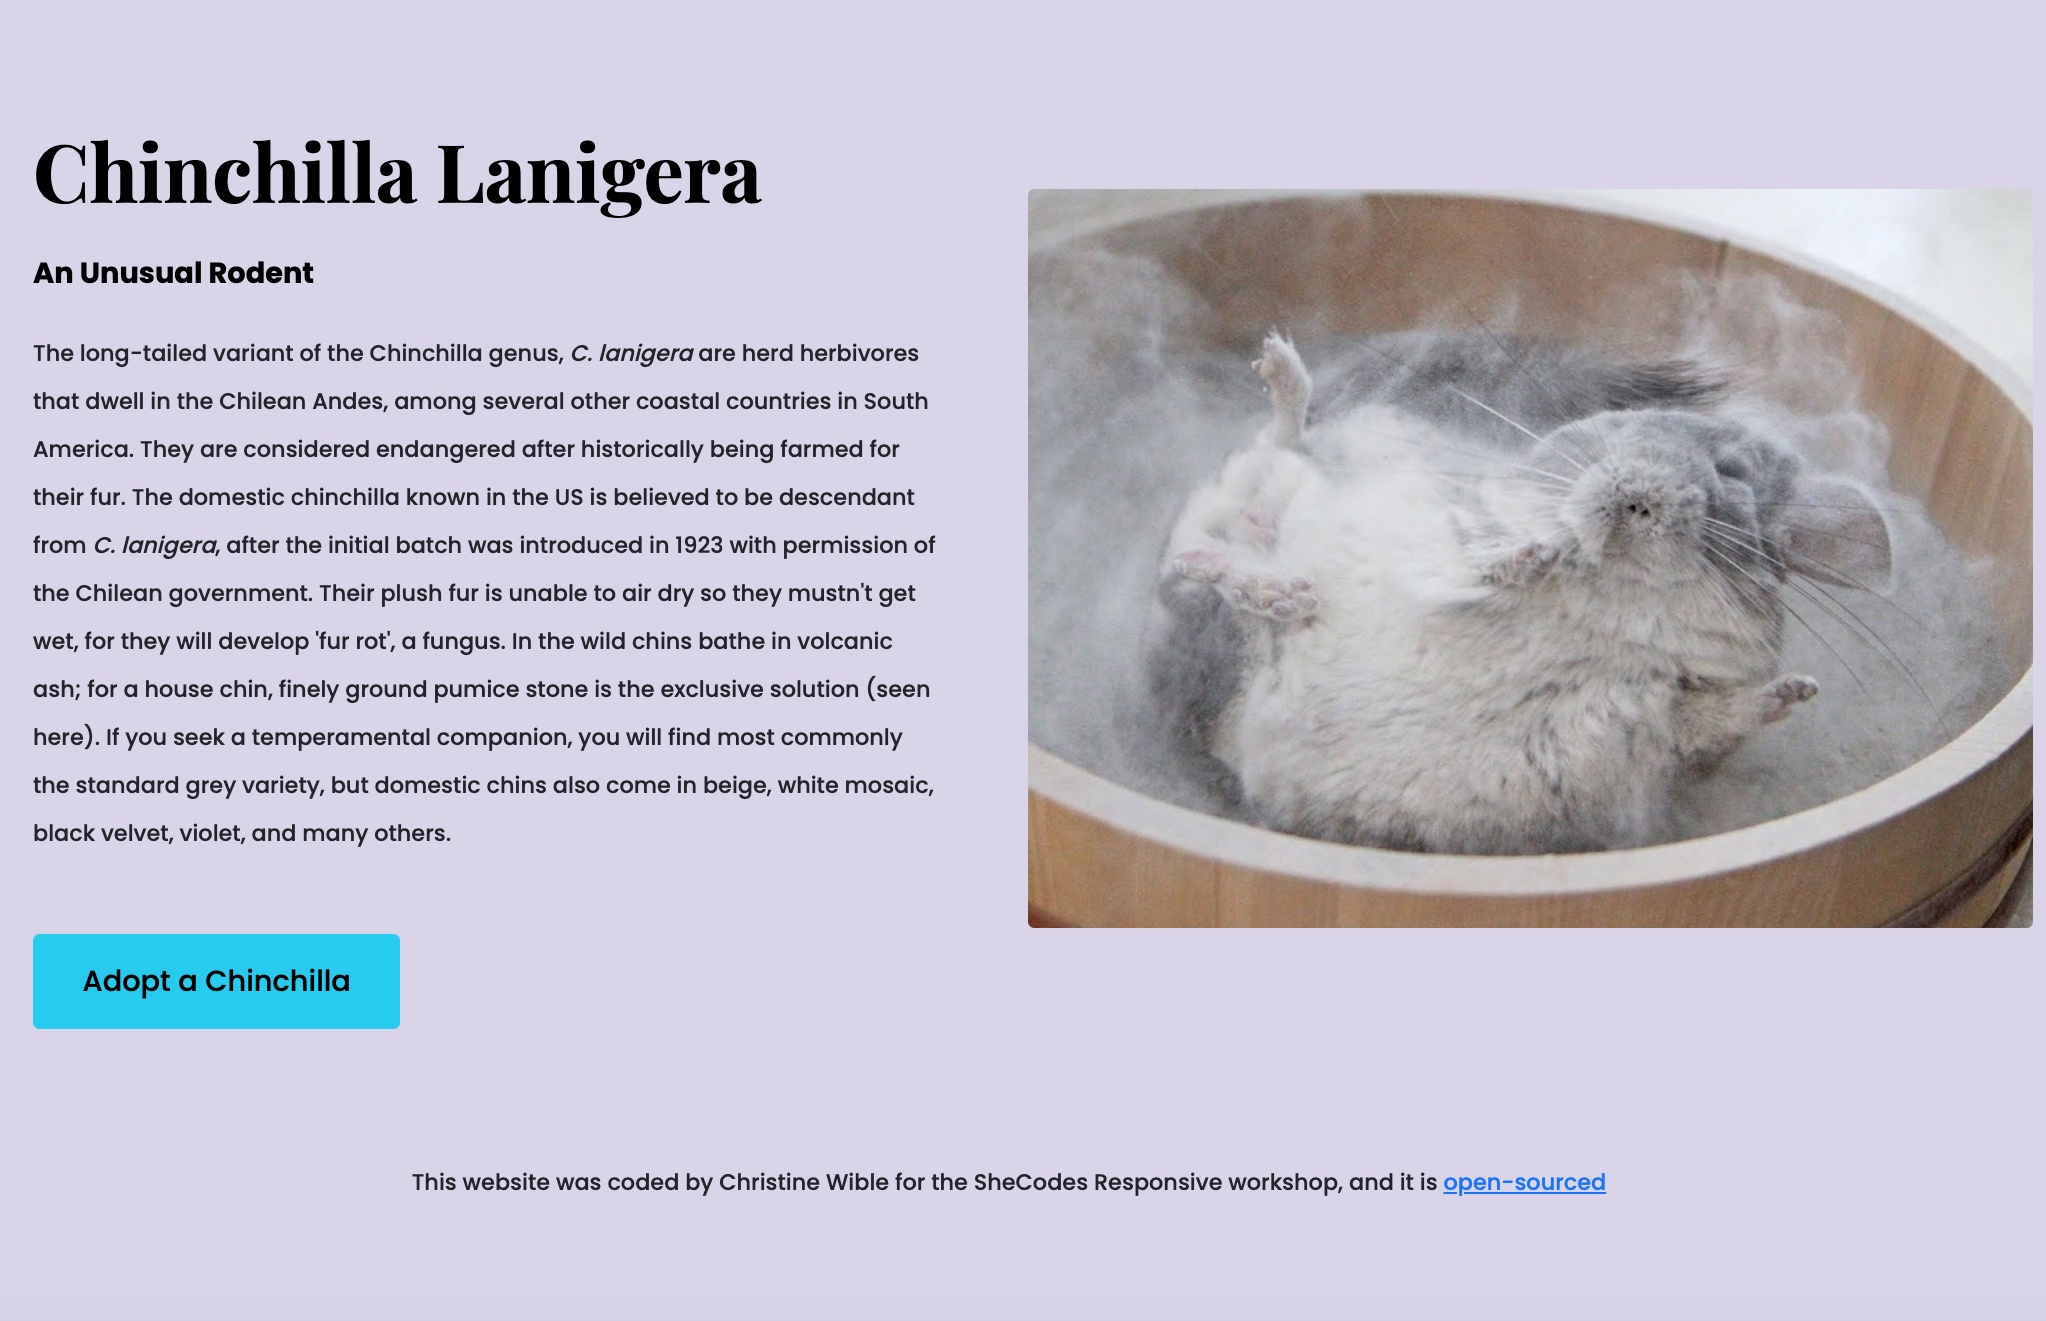 Chinchilla Lanigera
An Unusual Rodent
The long-tailed variant of the Chinchilla genus, C. lanigera are herd herbivores
that dwell in the Chilean Andes, among several other coastal countries in South
America. They are considered endangered after historically being farmed for
their fur. The domestic chinchilla known in the US is believed to be descendant
from C. lanigera, after the initial batch was introduced in 1923 with permission of
the Chilean government. Their plush fur is unable to air dry so they mustn't get
wet, for they will develop 'fur rot', a fungus. In the wild chins bathe in volcanic
ash; for a house chin, finely ground pumice stone is the exclusive solution (seen
here). If you seek a temperamental companion, you will find most commonly
the standard grey variety, but domestic chins also come in beige, white mosaic,
black velvet, violet, and many others.
Adopt a Chinchilla
This website was coded by Christine Wible for the SheCodes Responsive workshop, and it is open-sourced